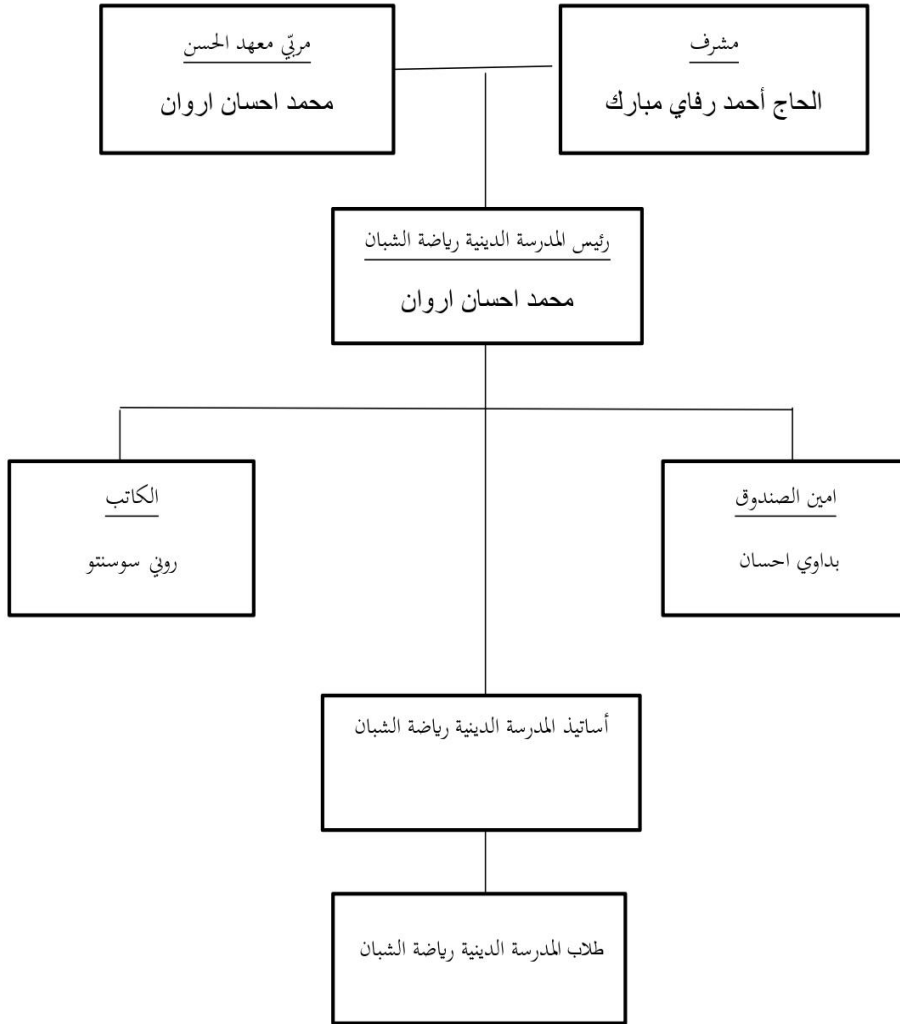 مشرف
الحاج أحمد رفاي مبارك
مربّي معهد الحسن
محمد احسان اروان
رئيس المدرسة الدينية رياضة الشبان
محمد احسان اروان
امين الصندوق
بداوي احسان
الكاتب
روني سوسنتو
أساتيذ المدرسة الدينية رياضة الشبان
طلاب المدرسة الدينية رياضة الشبان